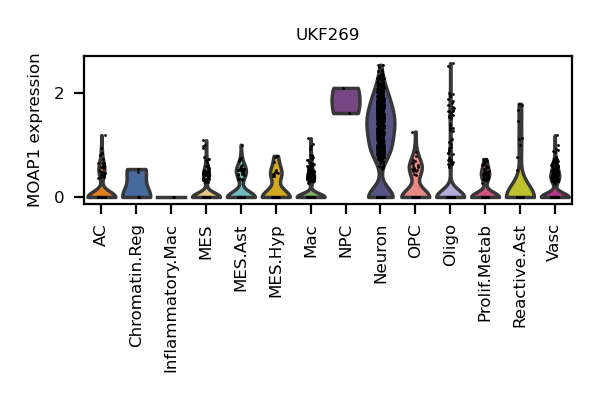 UKF269
MOAP1 expression
2
0
AC
Chromatin.Reg
Inflammatory.Mac
MES
MES.Ast
MES.Hyp
Mac
NPC
Neuron
OPC
Oligo
Prolif.Metab
Reactive.Ast
Vasc